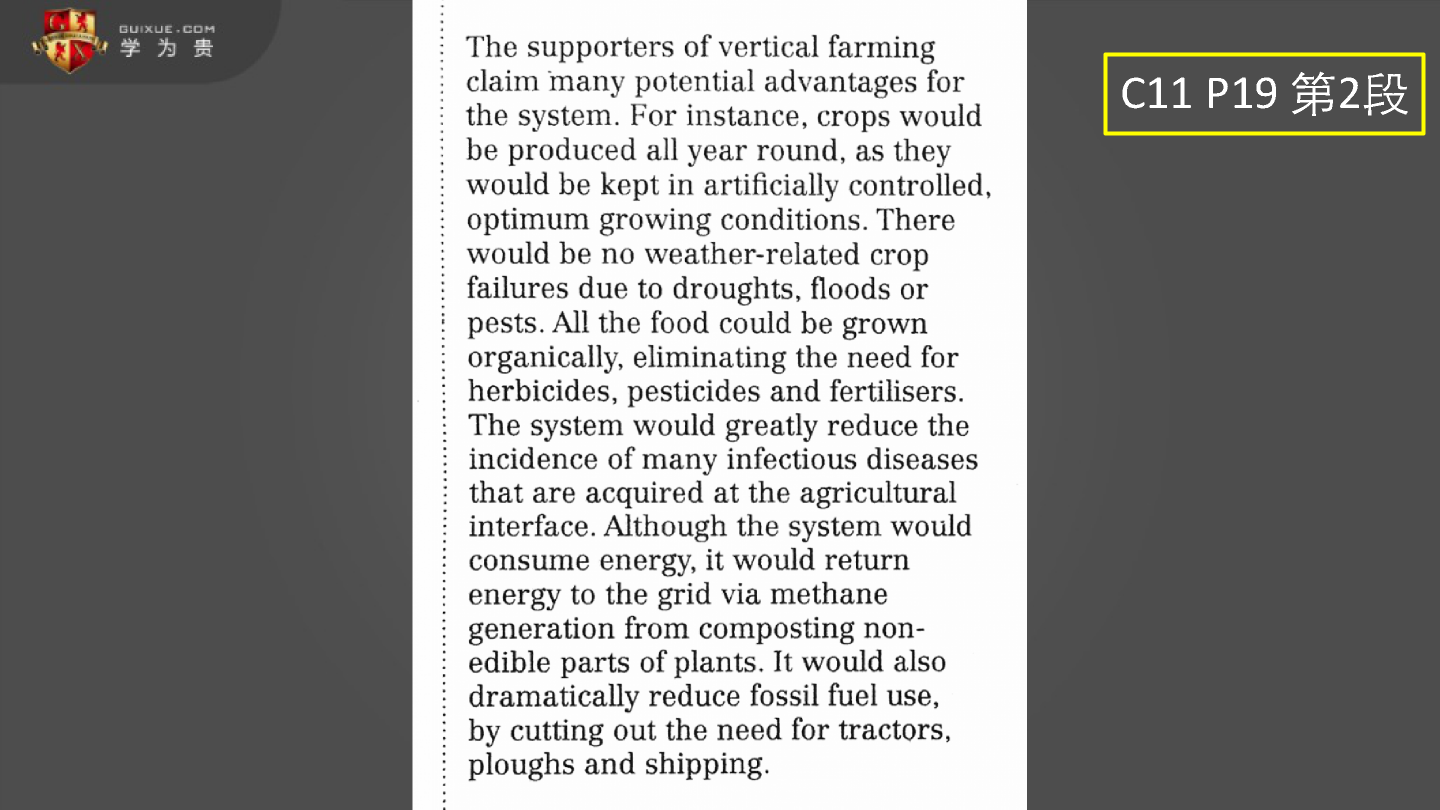 GUIXUE.COM
学为贵
C11 P19 第2段
The supporters of vertical farming
claim many potential advantages for
the system. For instance, crops would
be produced all year round, as they
would be kept in artificially controlled,
optimum growing conditions. There
would be no weather-related crop
failures due to droughts, floods or
pests. All the food could be grown
organically, eliminating the need for
herbicides, pesticides and fertilisers.
The system would greatly reduce the
incidence of many infectious diseases
that are acquired at the agricultural
interface. Although the system would
consume energy, it would return
energy to the grid via methane
generation from composting non-
edible parts of plants. It would also
dramatically reduce fossil fuel use,
by cutting out the need for tractors,
ploughs and shipping.